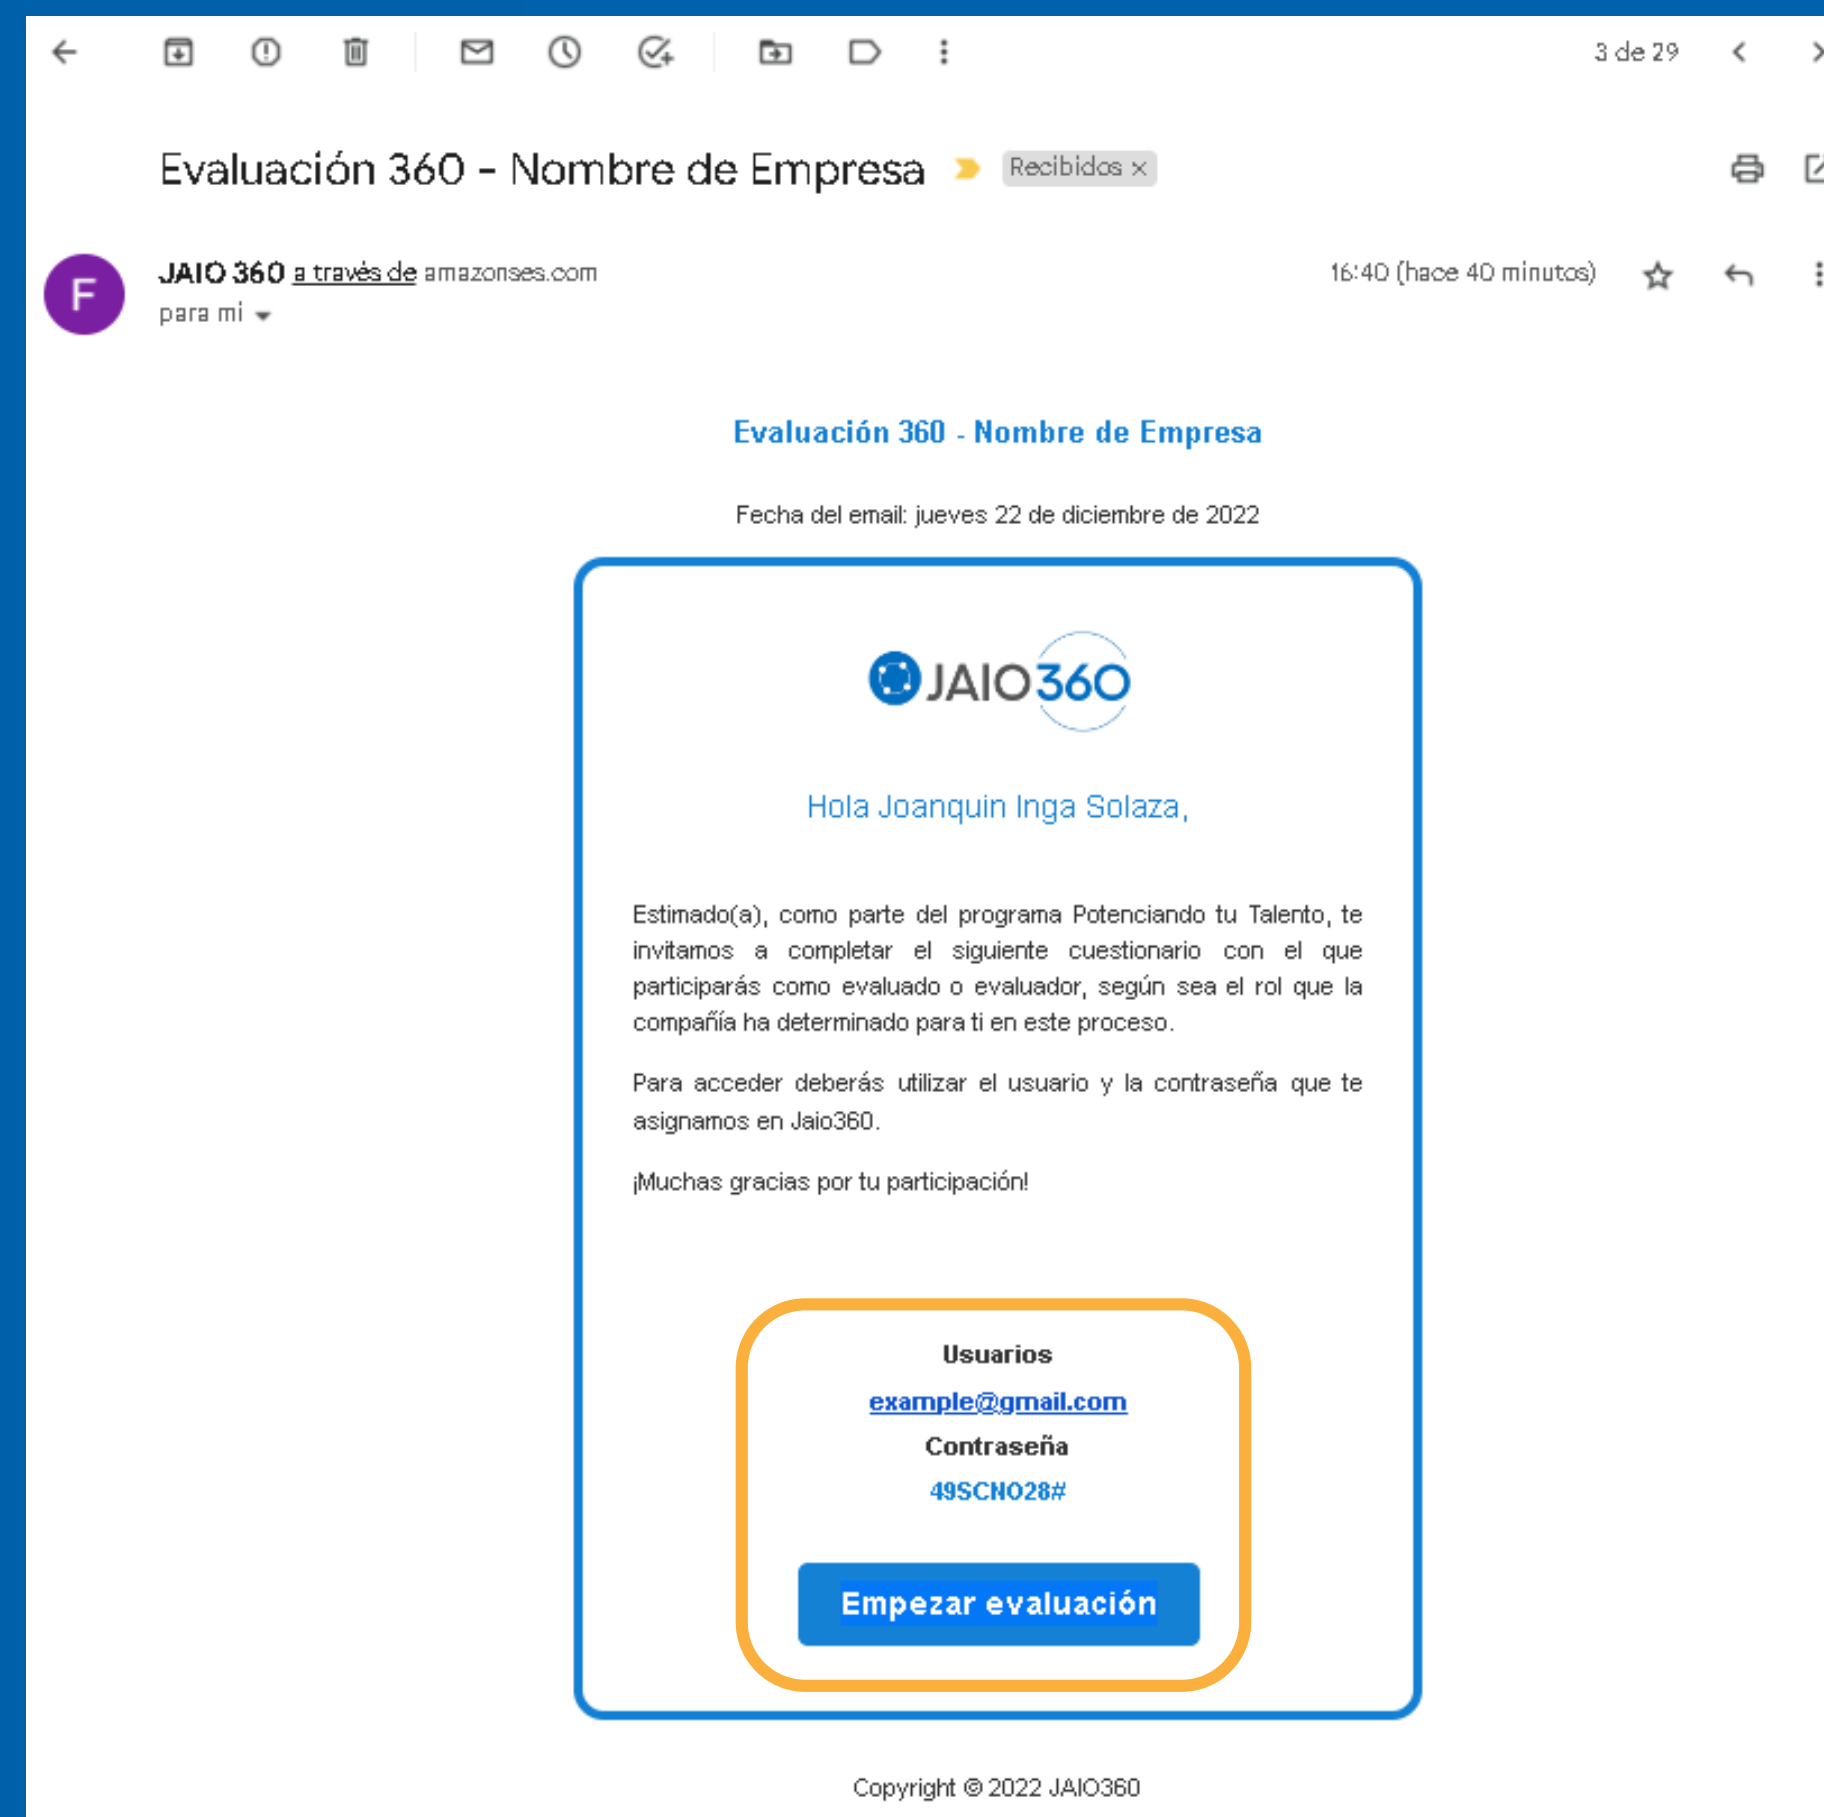 3 de 29
Evaluación 360 - Nombre de Empresa Recibidos ×
F
JAIO 360 a través de amazonses.com 16:40 (hace 40 minutos)
para mi
Evaluación 360 - Nombre de Empresa
Fecha del email: jueves 22 de diciembre de 2022
JAIO360
Hola Joanquin Inga Solaza,
Estimado(a), como parte del programa Potenciando tu Talento, te
invitamos a completar el siguiente cuestionario con el que
participarás como evaluado o evaluador, según sea el rol que la
compañía ha determinado para ti en este proceso.
Para acceder deberás utilizar el usuario y la contraseña que te
asignamos en Jaio360.
¡Muchas gracias por tu participación!
Usuarios
example@gmail.com
Contraseña
49SCNO28#
Empezar evaluación
Copyright © 2022 JAIO360